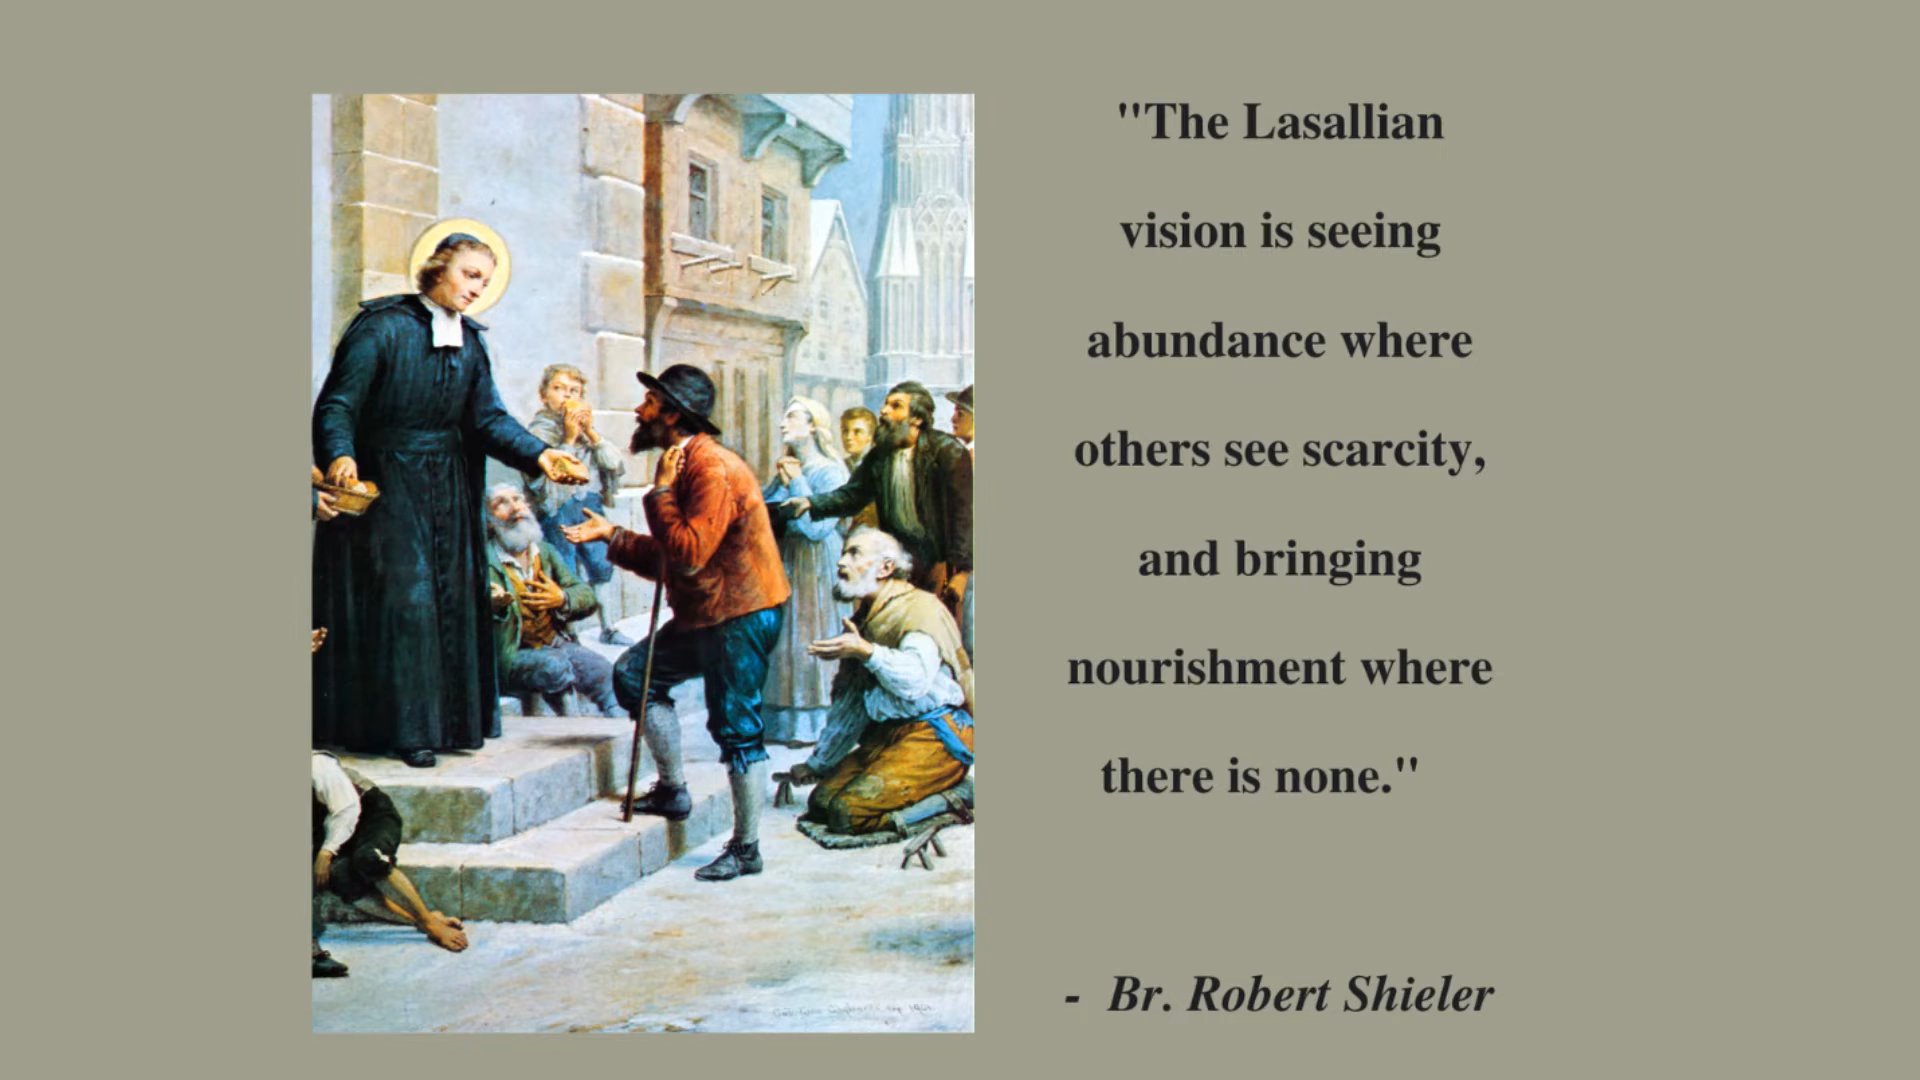 "The Lasallian
vision is seeing
abundance where
others see scarcity,
and bringing
nourishment where
there is none."
- Br. Robert Shieler